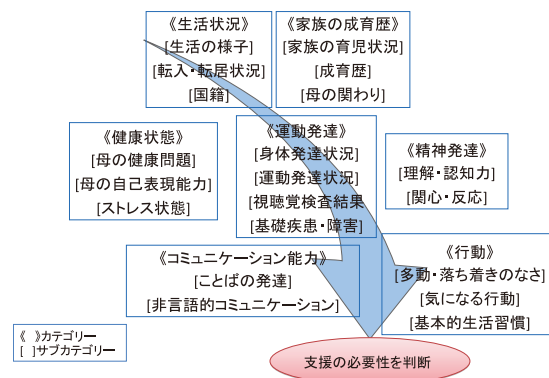 《生活状況》
[生活の様子]
[転入・転居状況]
[国籍]
《家族の成育歴》
[家族の育児状況]
[成育歴]
[母の関わり]
《健康状態》
[母の健康問題]
[母の自己表現能力]
[ストレス状態]
《運動発達》
[身体発達状況]
[運動発達状況]
[視聴覚検査結果]
[基礎疾患・障害]
《精神発達》
[理解・認知力]
[関心・反応]
《コミュニケーション能力》
[ことばの発達]
[非言語的コミュニケーション]
《行動》
[多動・落ち着きのなさ]
[気になる行動]
[基本的生活習慣]
《 》カテゴリー
[ ]サブカテゴリー
支援の必要性を判断